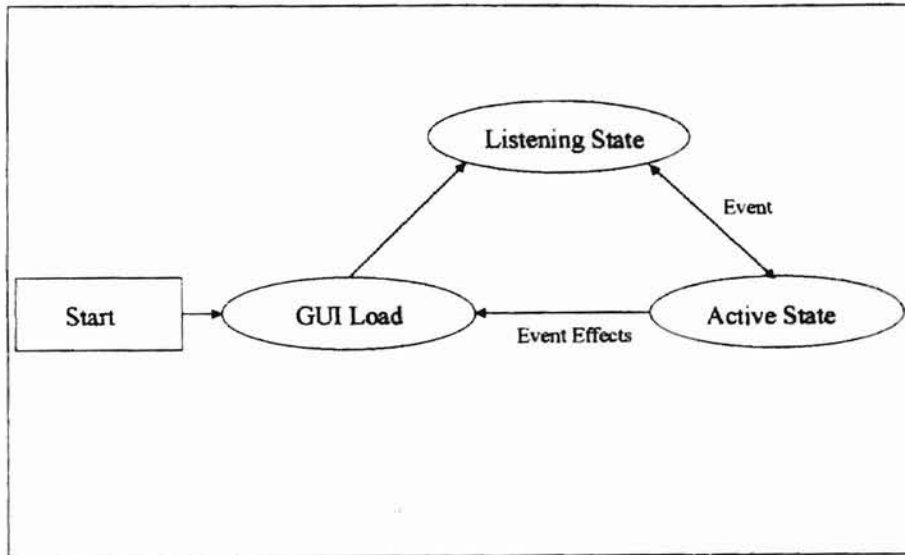 Listening State
Event
Start
GUI Load
Active State
Event Effects